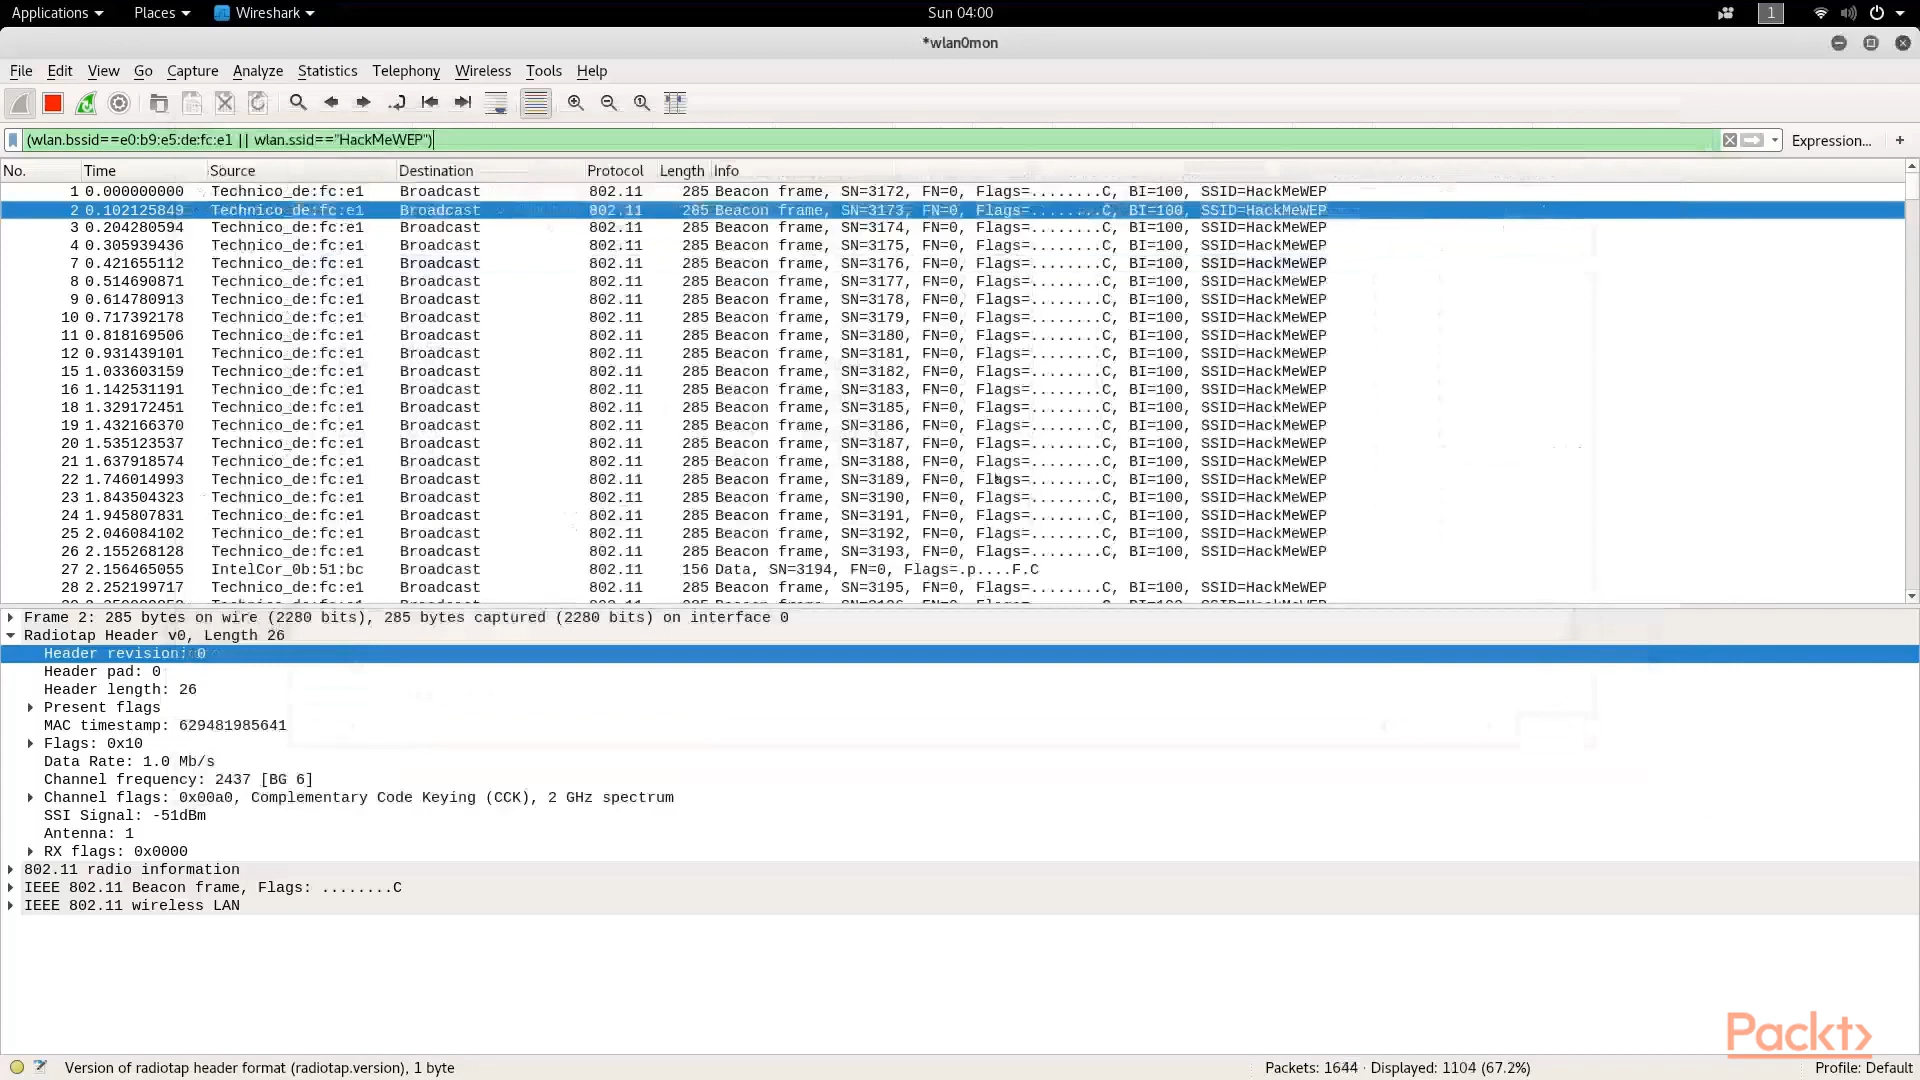 Applications Places Wireshark Sun 04:00 1
*wlan0mon
File Edit View Go Capture Analyze Statistics Telephony Wireless Tools Help
(wlan.bssid==e0:b9:e5:de:fc:e1 || wlan.ssid=="HackMeWEP") Expression... +
No. Time Source Destination Protocol Length Info
1 0.000000000 Technico_de:fc:e1 Broadcast 802.11 285 Beacon frame, SN=3172, FN=0, Flags=........C, BI=100, SSID=HackMeWEP
2 0.102125849 Technico_de:fc:e1 Broadcast 802.11 285 Beacon frame, SN=3173, FN=0, Flags=........C, BI=100, SSID=HackMeWEP
3 0.204280594 Technico_de:fc:e1 Broadcast 802.11 285 Beacon frame, SN=3174, FN=0, Flags=........C, BI=100, SSID=HackMeWEP
4 0.305939436 Technico_de:fc:e1 Broadcast 802.11 285 Beacon frame, SN=3175, FN=0, Flags=........C, BI=100, SSID=HackMeWEP
7 0.421655112 Technico_de:fc:e1 Broadcast 802.11 285 Beacon frame, SN=3176, FN=0, Flags=........C, BI=100, SSID=HackMeWEP
8 0.514690871 Technico_de:fc:e1 Broadcast 802.11 285 Beacon frame, SN=3177, FN=0, Flags=........C, BI=100, SSID=HackMeWEP
9 0.614780913 Technico_de:fc:e1 Broadcast 802.11 285 Beacon frame, SN=3178, FN=0, Flags=........C, BI=100, SSID=HackMeWEP
10 0.717392178 Technico_de:fc:e1 Broadcast 802.11 285 Beacon frame, SN=3179, FN=0, Flags=........C, BI=100, SSID=HackMeWEP
11 0.818169506 Technico_de:fc:e1 Broadcast 802.11 285 Beacon frame, SN=3180, FN=0, Flags=........C, BI=100, SSID=HackMeWEP
12 0.931439101 Technico_de:fc:e1 Broadcast 802.11 285 Beacon frame, SN=3181, FN=0, Flags=........C, BI=100, SSID=HackMeWEP
15 1.033603159 Technico_de:fc:e1 Broadcast 802.11 285 Beacon frame, SN=3182, FN=0, Flags=........C, BI=100, SSID=HackMeWEP
16 1.142531191 Technico_de:fc:e1 Broadcast 802.11 285 Beacon frame, SN=3183, FN=0, Flags=........C, BI=100, SSID=HackMeWEP
18 1.329172451 Technico_de:fc:e1 Broadcast 802.11 285 Beacon frame, SN=3185, FN=0, Flags=........C, BI=100, SSID=HackMeWEP
19 1.432166370 Technico_de:fc:e1 Broadcast 802.11 285 Beacon frame, SN=3186, FN=0, Flags=........C, BI=100, SSID=HackMeWEP
20 1.535123537 Technico_de:fc:e1 Broadcast 802.11 285 Beacon frame, SN=3187, FN=0, Flags=........C, BI=100, SSID=HackMeWEP
21 1.637918574 Technico_de:fc:e1 Broadcast 802.11 285 Beacon frame, SN=3188, FN=0, Flags=........C, BI=100, SSID=HackMeWEP
22 1.746014993 Technico_de:fc:e1 Broadcast 802.11 285 Beacon frame, SN=3189, FN=0, Flags=........C, BI=100, SSID=HackMeWEP
23 1.843504323 Technico_de:fc:e1 Broadcast 802.11 285 Beacon frame, SN=3190, FN=0, Flags=........C, BI=100, SSID=HackMeWEP
24 1.945807831 Technico_de:fc:e1 Broadcast 802.11 285 Beacon frame, SN=3191, FN=0, Flags=........C, BI=100, SSID=HackMeWEP
25 2.046084102 Technico_de:fc:e1 Broadcast 802.11 285 Beacon frame, SN=3192, FN=0, Flags=........C, BI=100, SSID=HackMeWEP
26 2.155268128 Technico_de:fc:e1 Broadcast 802.11 285 Beacon frame, SN=3193, FN=0, Flags=........C, BI=100, SSID=HackMeWEP
27 2.156465055 IntelCor_0b:51:bc 802.11 156 Data, SN=3194, FN=0, Flags=.p....F.C
28 2.252199717 Technico_de:fc:e1 Broadcast 802.11 285 Beacon frame, SN=3195, FN=0, Flags=........C, BI=100, SSID=HackMeWEP
Frame 2: 285 bytes on wire (2280 bits), 285 bytes captured (2280 bits) on interface 0
Radiotap Header v0, Length 26
Header revision: 0
Header pad: 0
Header length: 26
Present flags
MAC timestamp: 629481985641
Flags: 0x10
Data Rate: 1.0 Mb/s
Channel frequency: 2437 [BG 6]
Channel flags: 0x00a0, Complementary Code Keying (CCK), 2 GHz spectrum
SSI Signal: -51dBm
Antenna: 1
RX flags: 0x0000
802.11 radio information
IEEE 802.11 Beacon frame, Flags: ........C
IEEE 802.11 wireless LAN
Packt>
Version of radiotap header format (radiotap.version), 1 byte Packets: 1644 · Displayed: 1104 (67.2%) Profile: Default